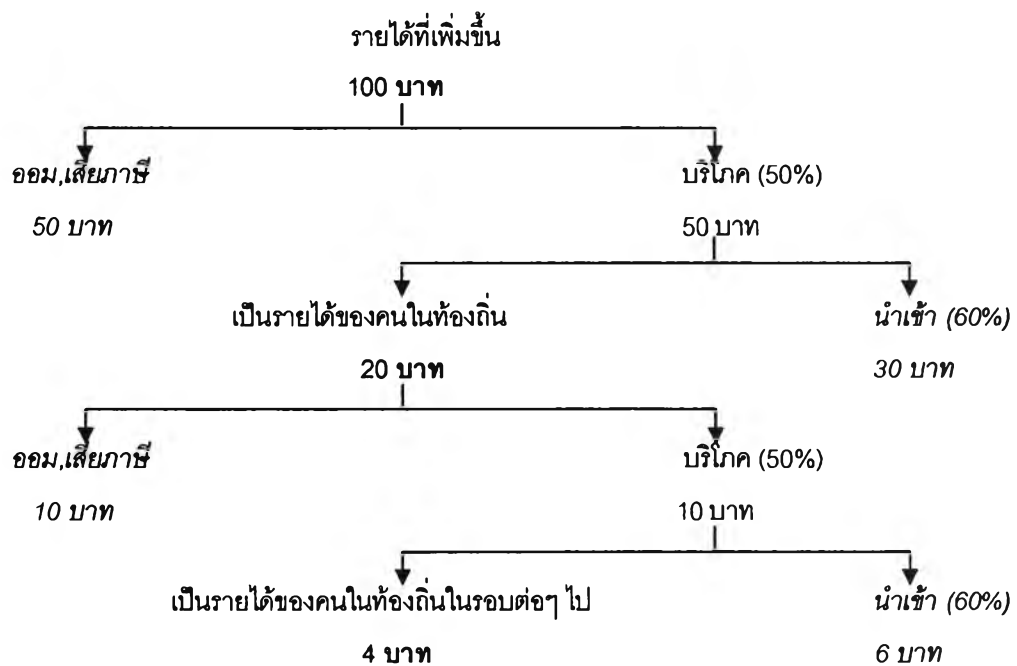 รายได้ที่เพิ่มขึ้น
100 บาท
ออม,เสียภาษี
บริโภค (50%)
50 บาท
50 บาท
เป็นรายได้ของคนในท้องถิ่น
นำเข้า (60%)
20 บาท
30 บาท
ออม,เสียภาษี
บริโภค (50%)
10 บาท
10 บาท
เป็นรายได้ของคนในท้องถิ่นในรอบต่อๆ ไป
นำเข้า (60%)
4 บาท
6 บาท